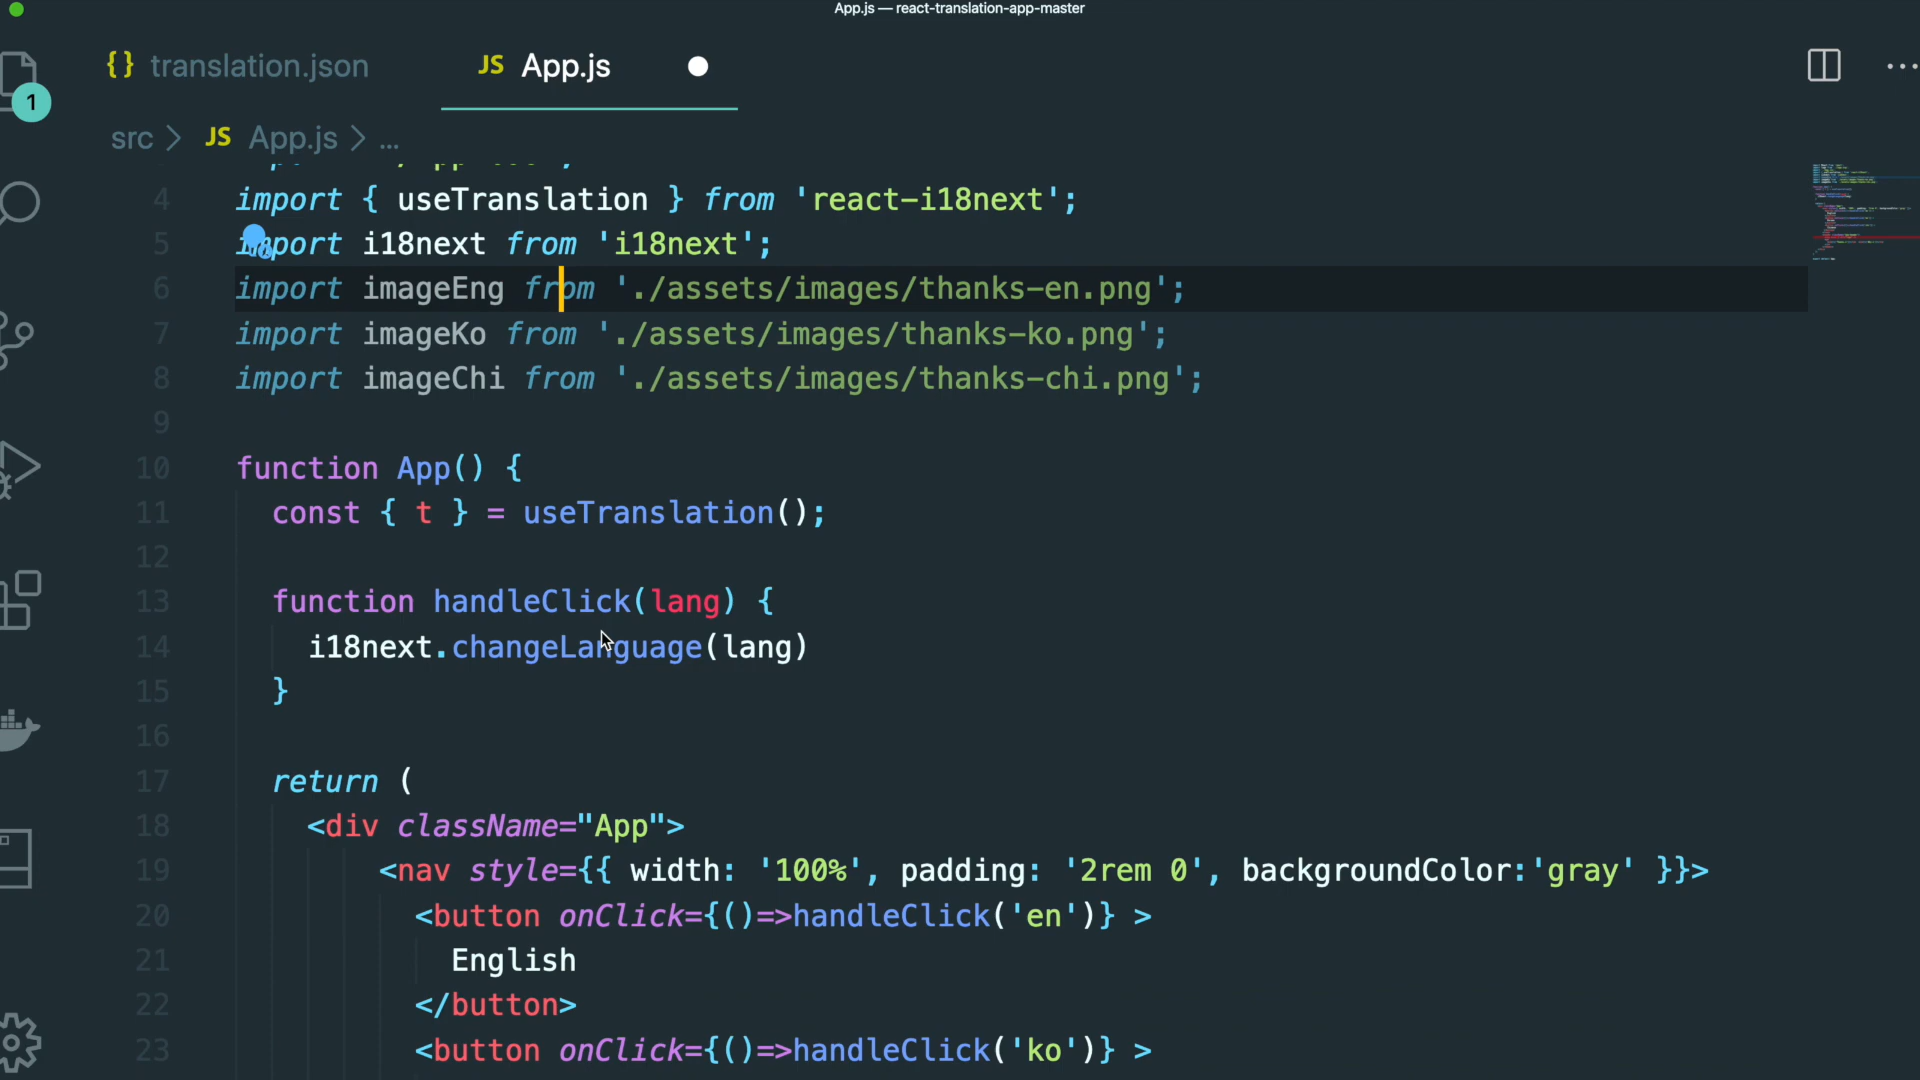 App.js — react-translation-app-master
{} translation.json
JS App.js
1
src > JS App.js > ...
4 import { useTranslation } from 'react-i18next';
5 import i18next from 'i18next';
6 import imageEng from './assets/images/thanks-en.png';
7 import imageKo from './assets/images/thanks-ko.png';
8 import imageChi from './assets/images/thanks-chi.png';
9
10 function App() {
11 const { t } = useTranslation();
12
13 function handleClick(lang) {
14 i18next.changeLanguage(lang)
15 }
16
17 return (
18 <div className="App">
19 <nav style={{ width: '100%', padding: '2rem 0', backgroundColor:'gray' }}>
20 <button onClick={()=>handleClick('en')} >
21 English
22 </button>
23 <button onClick={()=>handleClick('ko')} >